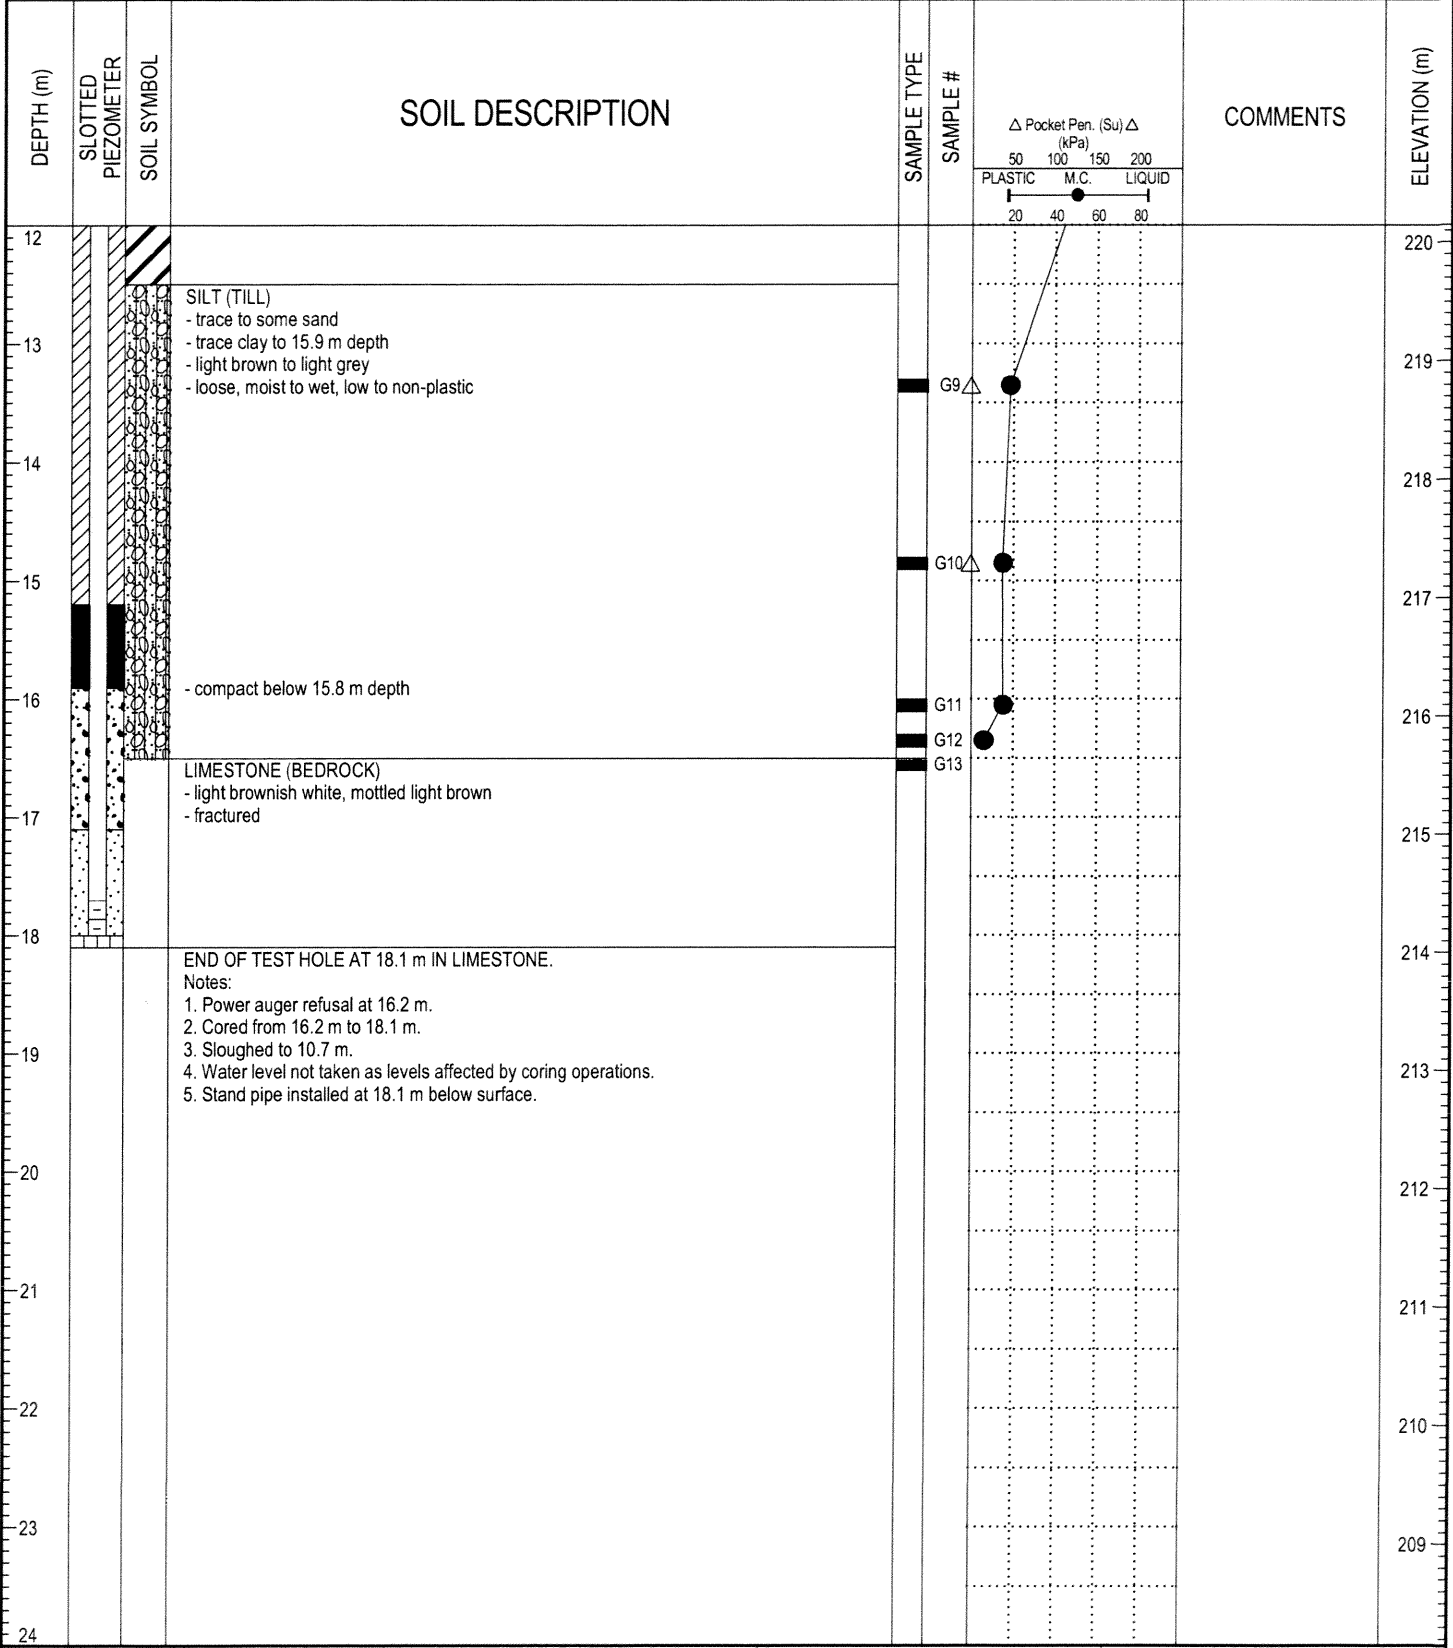 DEPTH (m)
SLOTTED
PIEZOMETER
SOIL SYMBOL
SOIL DESCRIPTION
SAMPLE TYPE
SAMPLE #
△ Pocket Pen. (Su) △
(kPa)
50 100 150 200
PLASTIC M.C. LIQUID
20 40 60 80
COMMENTS
ELEVATION (m)
12
220
SILT (TILL)
- trace to some sand
- trace clay to 15.9 m depth
- light brown to light grey
- loose, moist to wet, low to non-plastic
13
219
G9
14
218
G10
15
217
- compact below 15.8 m depth
16
G11
216
G12
G13
LIMESTONE (BEDROCK)
- light brownish white, mottled light brown
- fractured
17
215
18
214
END OF TEST HOLE AT 18.1 m IN LIMESTONE.
Notes:
1. Power auger refusal at 16.2 m.
2. Cored from 16.2 m to 18.1 m.
3. Sloughed to 10.7 m.
4. Water level not taken as levels affected by coring operations.
5. Stand pipe installed at 18.1 m below surface.
19
213
20
212
21
211
22
210
23
209
24